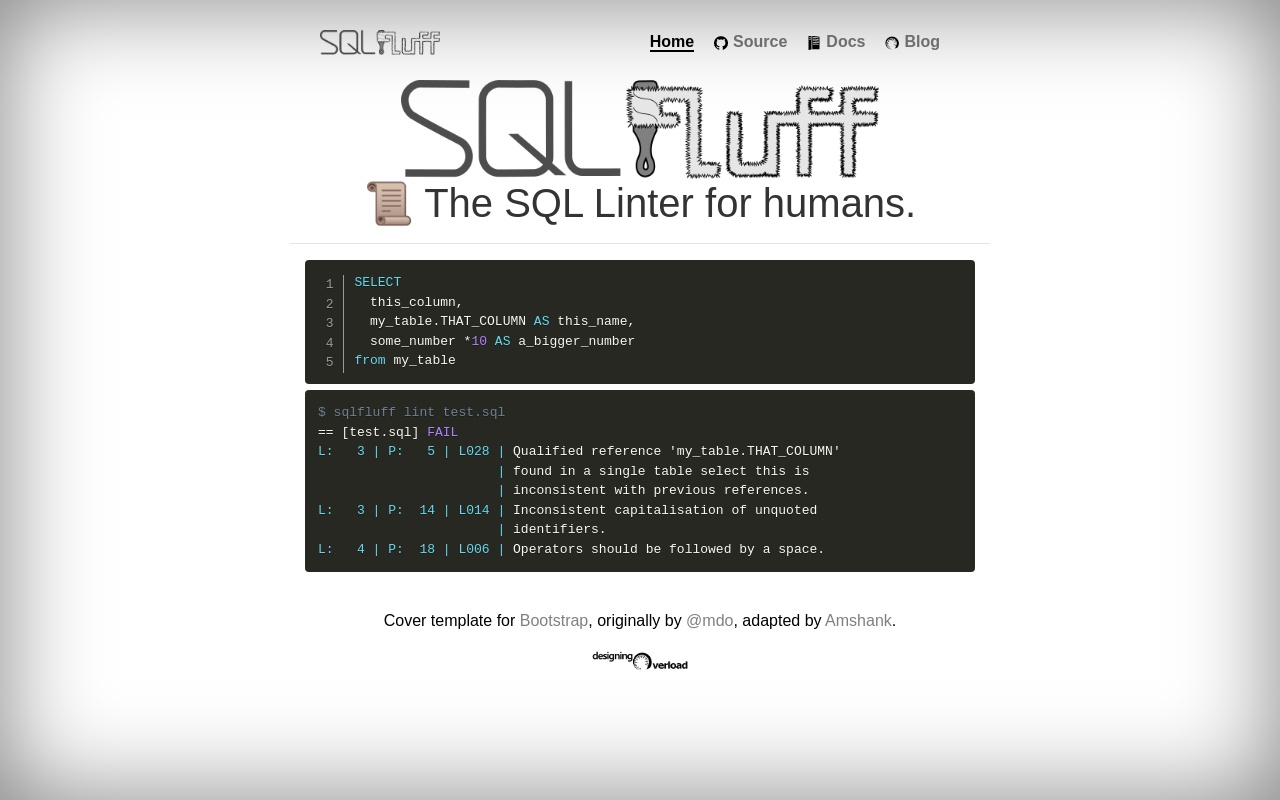 SQLfluff
Home Source Docs Blog
SQLfluff
The SQL Linter for humans.
1 SELECT
2   this_column,
3   my_table.THAT_COLUMN AS this_name,
4   some_number *10 AS a_bigger_number
5 from my_table
$ sqlfluff lint test.sql
== [test.sql] FAIL
L:   3 | P:   5 | L028 | Qualified reference 'my_table.THAT_COLUMN'
                       | found in a single table select this is
                       | inconsistent with previous references.
L:   3 | P:  14 | L014 | Inconsistent capitalisation of unquoted
                       | identifiers.
L:   4 | P:  18 | L006 | Operators should be followed by a space.
Cover template for Bootstrap, originally by @mdo, adapted by Amshank.
designing overload